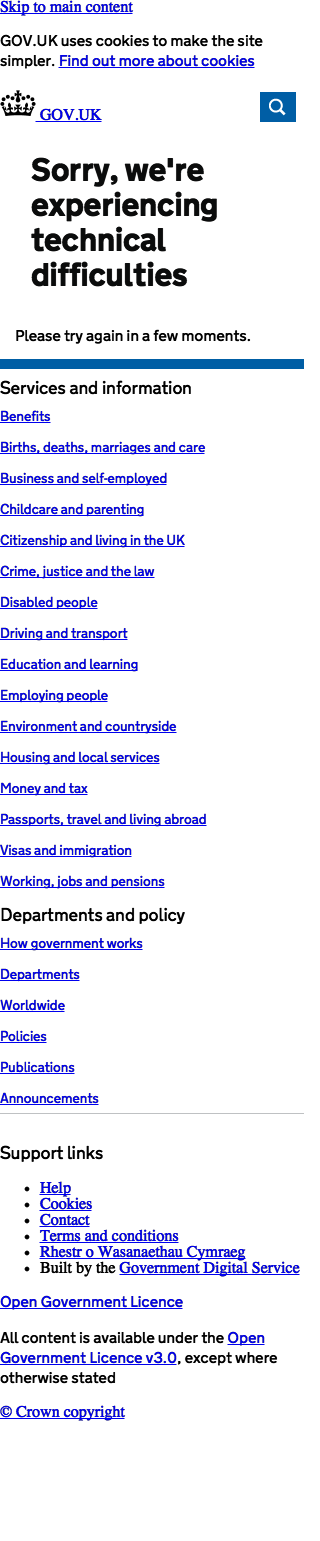 Skip to main content
GOV.UK uses cookies to make the site
simpler. Find out more about cookies
GOV.UK
Sorry, we're
experiencing
technical
difficulties
Please try again in a few moments.
Services and information
Benefits
Births, deaths, marriages and care
Business and self-employed
Childcare and parenting
Citizenship and living in the UK
Crime, justice and the law
Disabled people
Driving and transport
Education and learning
Employing people
Environment and countryside
Housing and local services
Money and tax
Passports, travel and living abroad
Visas and immigration
Working, jobs and pensions
Departments and policy
How government works
Departments
Worldwide
Policies
Publications
Announcements
Support links
Help
Cookies
Contact
Terms and conditions
Rhestr o Wasanaethau Cymraeg
Built by the Government Digital Service
Open Government Licence
All content is available under the Open
Government Licence v3.0, except where
otherwise stated
© Crown copyright